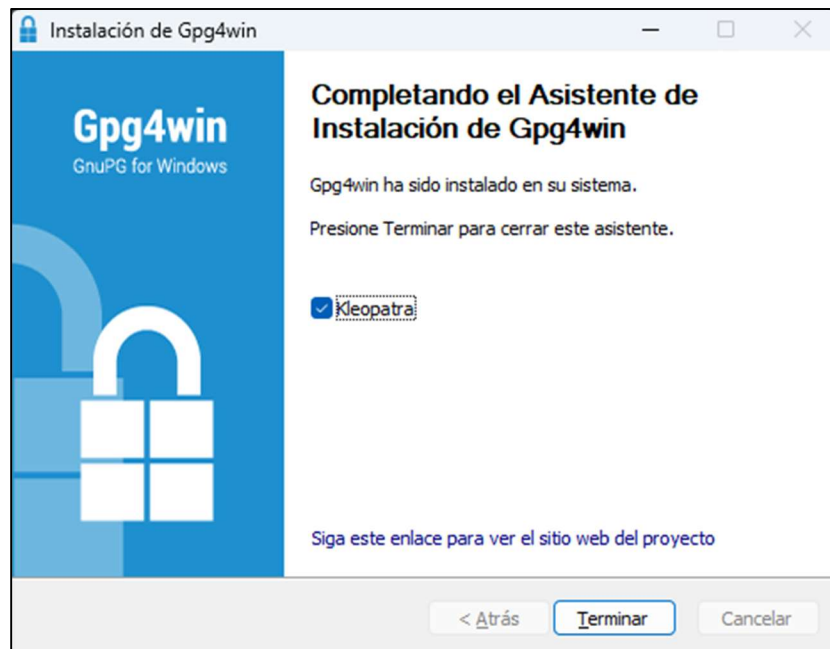 Instalación de Gpg4win
Gpg4win
GnuPG for Windows
Completando el Asistente de
Instalación de Gpg4win
Gpg4win ha sido instalado en su sistema.
Presione Terminar para cerrar este asistente.
Kleopatra
Siga este enlace para ver el sitio web del proyecto
< Atrás
Terminar
Cancelar